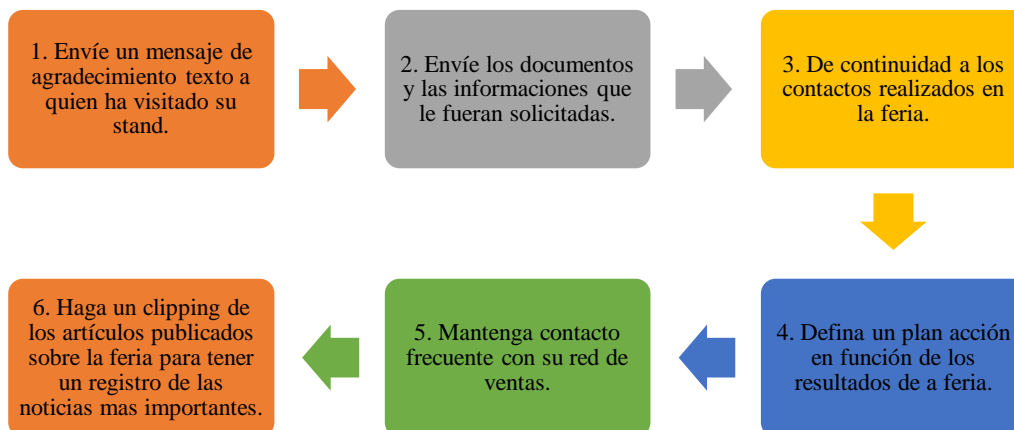 1. Envíe un mensaje de
agradecimiento texto a
quien ha visitado su
stand.
2. Envíe los documentos
y las informaciones que
le fueran solicitadas.
3. De continuidad a los
contactos realizados en
la feria.
4. Defina un plan acción
en función de los
resultados de a feria.
5. Mantenga contacto
frecuente con su red de
ventas.
6. Haga un clipping de
los artículos publicados
sobre la feria para tener
un registro de las
noticias mas importantes.